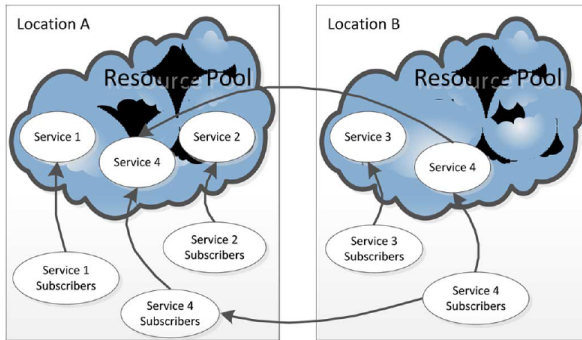 Location A
Resource Pool
Service 1
Service 4
Service 2
Service 1
Subscribers
Service 2
Subscribers
Service 4
Subscribers
Location B
Resource Pool
Service 3
Service 4
Service 3
Subscribers
Service 4
Subscribers